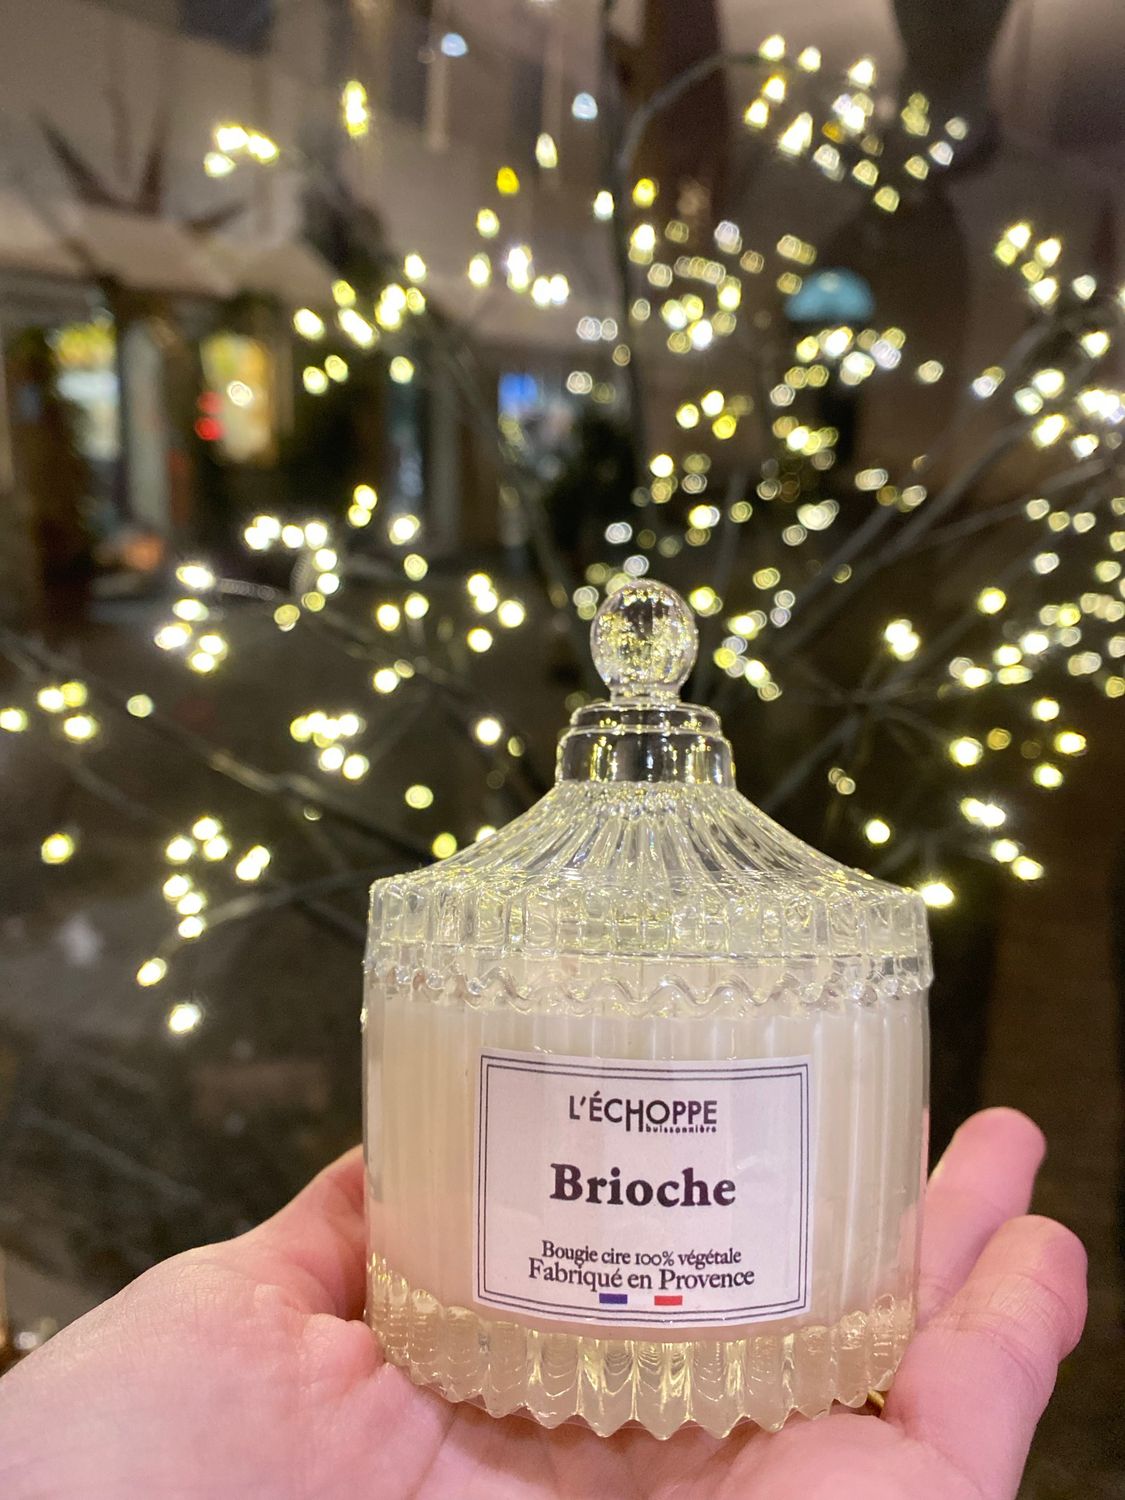 L'ÉCHOPPE
buissonnière
Brioche
Bougie cire 100% végétale
Fabriqué en Provence